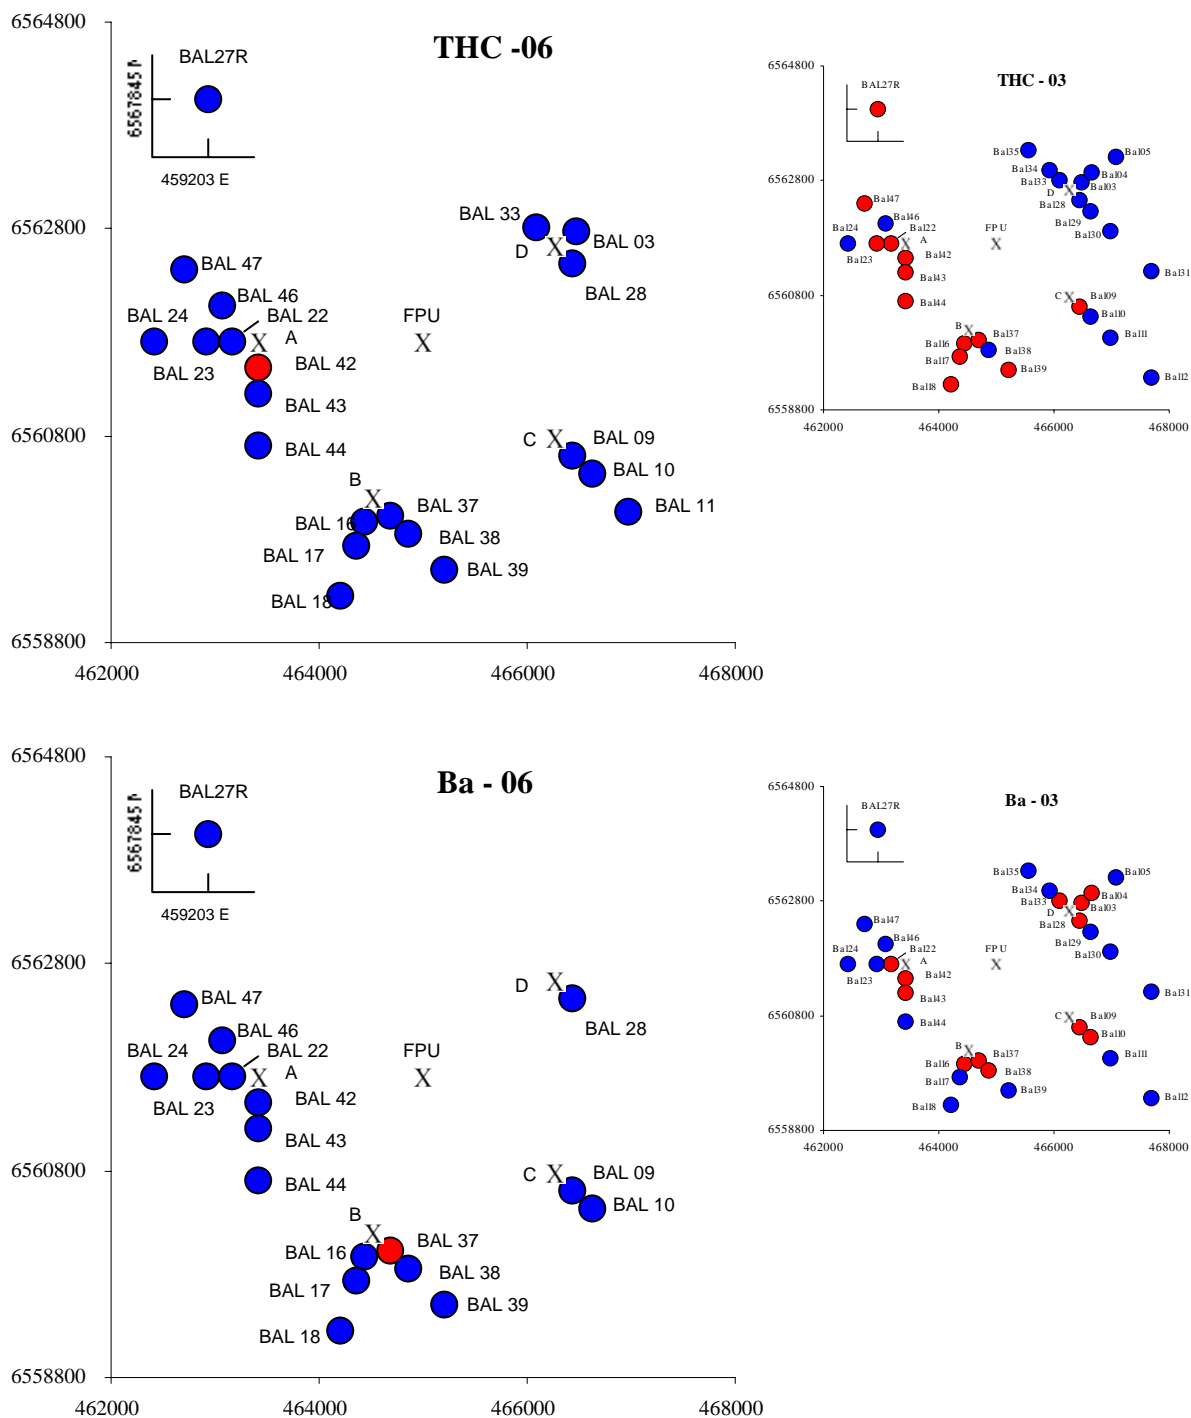 THC -06
6564800
6562800
6560800
6558800
462000
464000
466000
468000
BAL27R
6567845 N
459203 E
BAL 33
BAL 03
D
X
BAL 28
BAL 47
BAL 46
BAL 24
BAL 22
A
X
FPU
X
BAL 23
BAL 42
BAL 43
BAL 44
C
X
BAL 09
BAL 10
BAL 11
B
X
BAL 37
BAL 16
BAL 38
BAL 17
BAL 39
BAL 18
THC - 03
6564800
6562800
6560800
6558800
462000
464000
466000
468000
BAL27R
Bal35
Bal05
Bal34
Bal04
Bal33
Bal03
D
X
Bal28
Bal29
Bal30
Bal47
Bal46
Bal24
Bal22
A
X
FPU
X
Bal23
Bal42
Bal43
Bal44
Bal31
C
X
Bal09
Bal10
Bal11
Bal12
B
X
Bal37
Bal16
Bal38
Bal17
Bal39
Bal18
Ba - 06
6564800
6562800
6560800
6558800
462000
464000
466000
468000
BAL27R
6567845 N
459203 E
D
X
BAL 28
BAL 47
BAL 46
BAL 24
BAL 22
A
X
FPU
X
BAL 23
BAL 42
BAL 43
BAL 44
C
X
BAL 09
BAL 10
B
X
BAL 37
BAL 16
BAL 38
BAL 17
BAL 39
BAL 18
Ba - 03
6564800
6562800
6560800
6558800
462000
464000
466000
468000
BAL27R
Bal35
Bal05
Bal34
Bal04
Bal33
Bal03
D
X
Bal28
Bal29
Bal30
Bal47
Bal46
Bal24
Bal22
A
X
FPU
X
Bal23
Bal42
Bal43
Bal44
Bal31
C
X
Bal09
Bal10
Bal11
Bal12
B
X
Bal37
Bal16
Bal38
Bal17
Bal39
Bal18